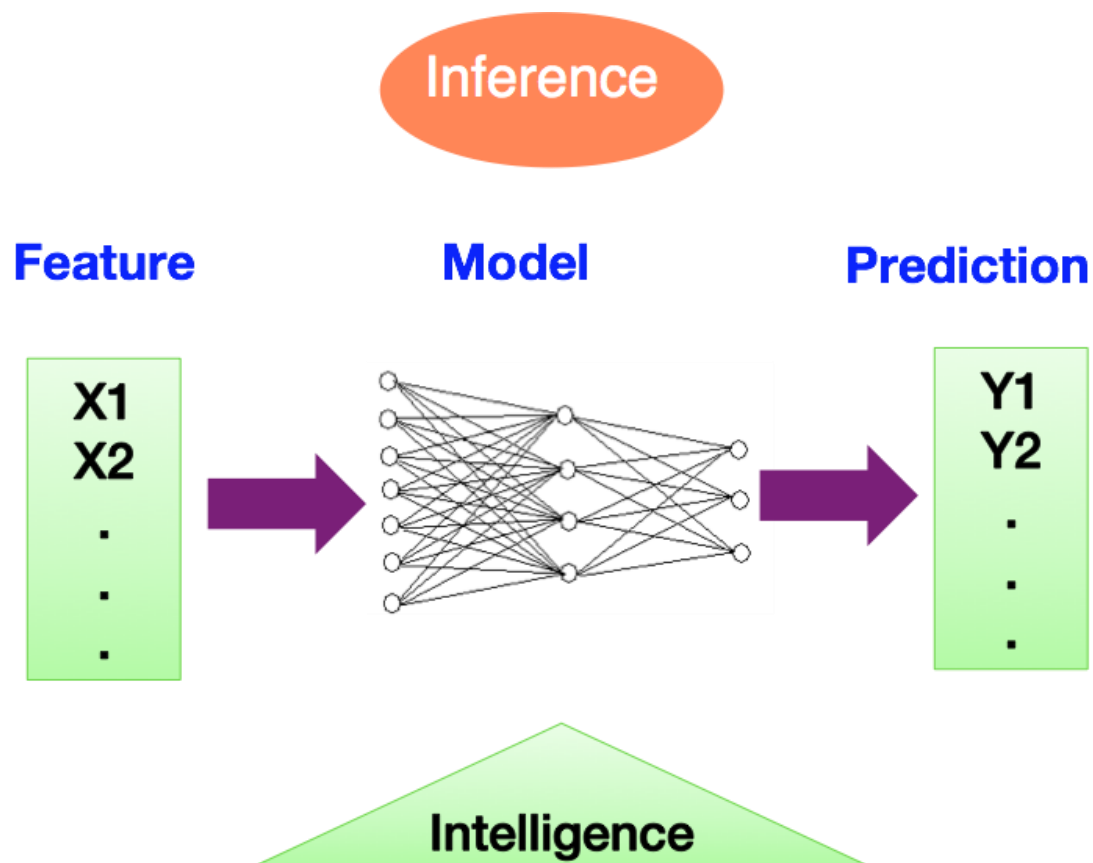 Inference
Feature
Model
Prediction
X1
X2
.
.
.
Y1
Y2
.
.
.
Intelligence